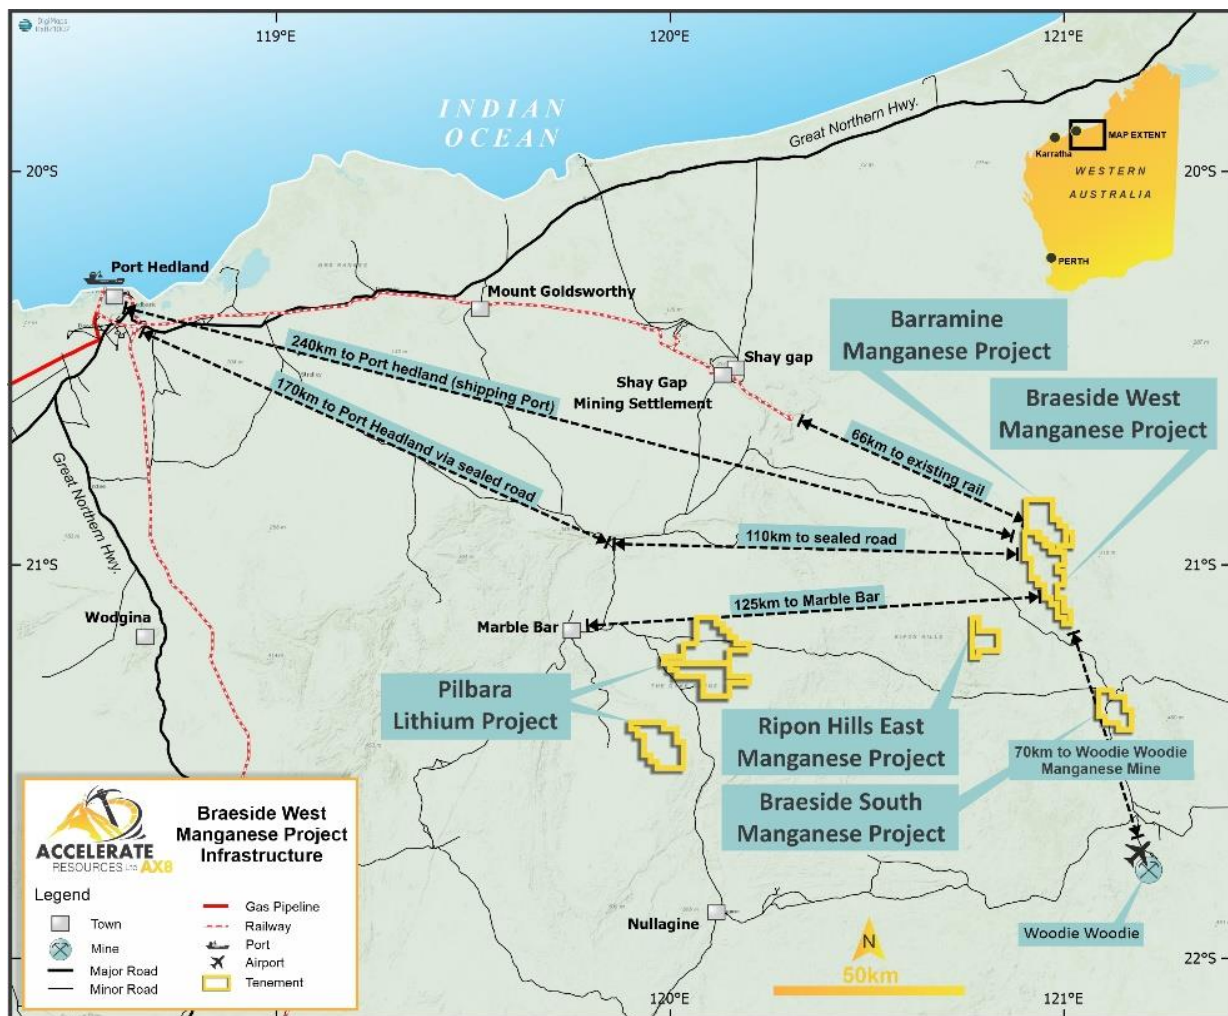 DigiMaps
119°E
120°E
121°E
INDIAN
OCEAN
Great Northern Hwy.
MAP EXTENT
Karratha
WESTERN
AUSTRALIA
PERTH
20°S
20°S
Port Hedland
Mount Goldsworthy
Barramine
Manganese Project
Shay gap
Shay Gap
Mining Settlement
Braeside West
Manganese Project
240km to Port hedland (shipping Port)
170km to Port Headland via sealed road
66km to existing rail
110km to sealed road
125km to Marble Bar
Great Northern Hwy.
21°S
21°S
Wodgina
Marble Bar
RIPON HILLS
Pilbara
Lithium Project
Ripon Hills East
Manganese Project
70km to Woodie Woodie
Manganese Mine
Braeside South
Manganese Project
Nullagine
Woodie Woodie
N
50km
22°S
120°E
121°E
ACCELERATE
RESOURCES LTD AX8
Braeside West
Manganese Project
Infrastructure
Legend
Town
Mine
Major Road
Minor Road
Gas Pipeline
Railway
Port
Airport
Tenement